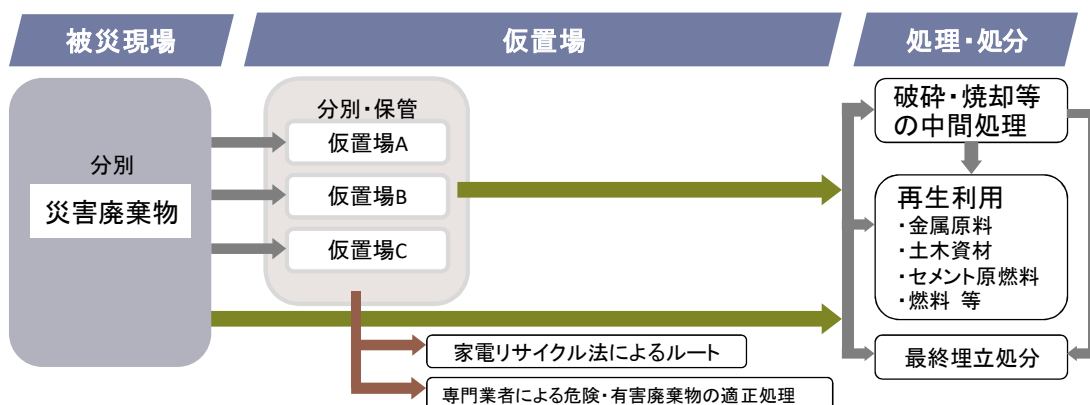 被災現場
仮置場
処理・処分
分別
災害廃棄物
分別・保管
仮置場A
仮置場B
仮置場C
家電リサイクル法によるルート
専門業者による危険・有害廃棄物の適正処理
破砕・焼却等
の中間処理
再生利用
・金属原料
・土木資材
・セメント原燃料
・燃料 等
最終埋立処分